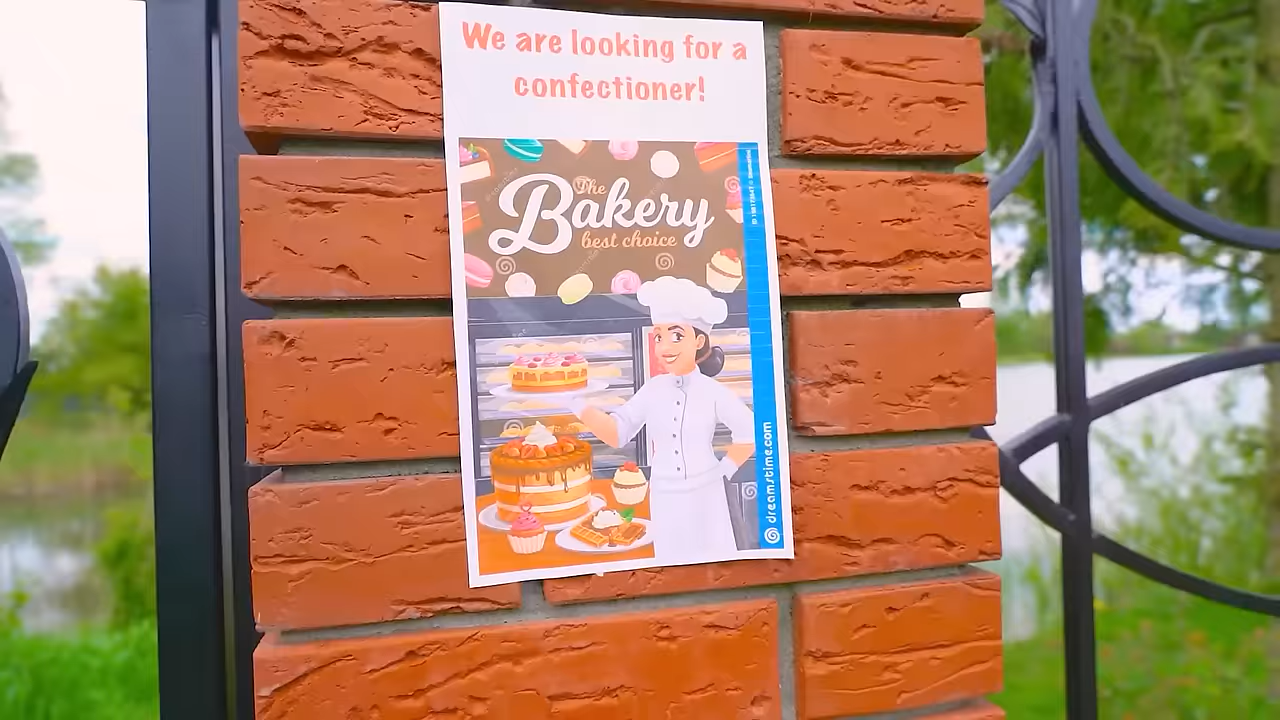 We are looking for a
confectioner!
The
Bakery
best choice
dreamstime.com